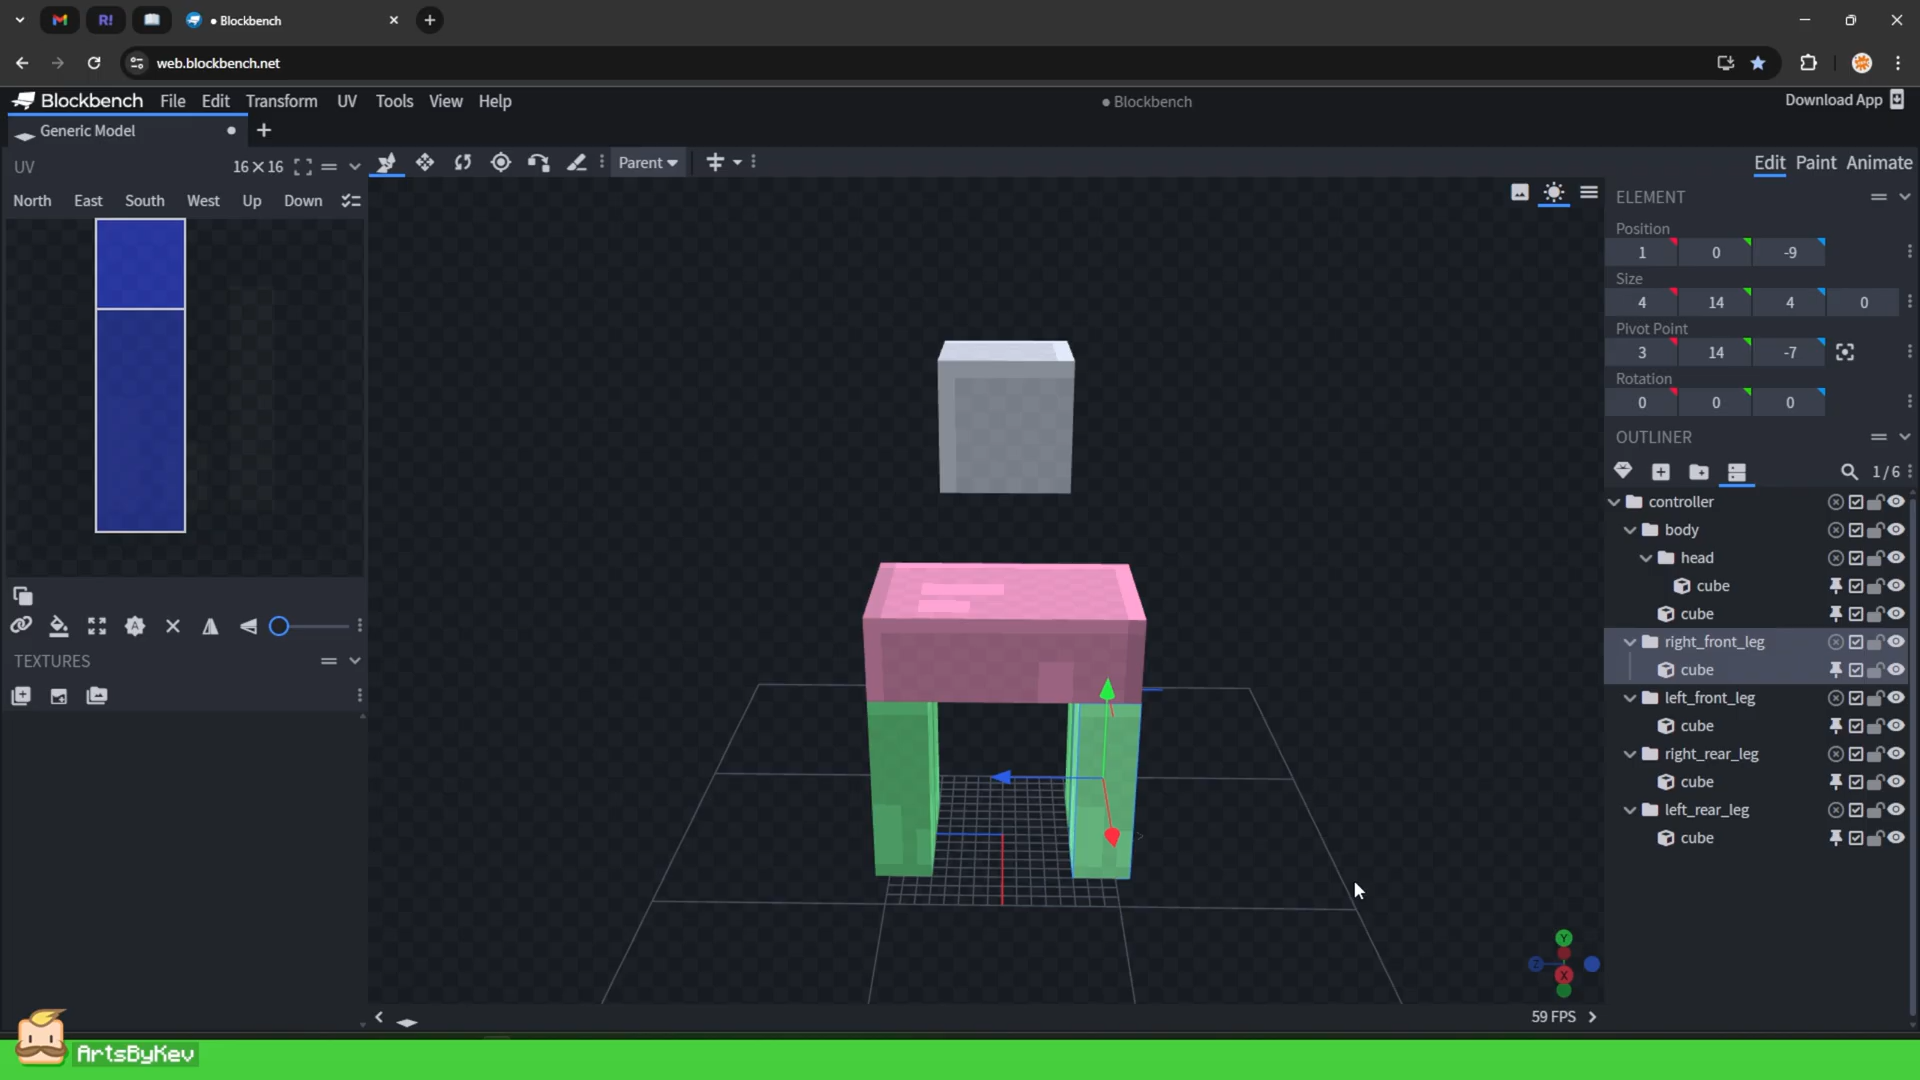 R!
Blockbench
web.blockbench.net
Blockbench File Edit Transform UV Tools View Help
Blockbench
Download App
Generic Model
UV 16×16
Parent
Edit Paint Animate
North East South West Up Down
ELEMENT
Position
1 0 -9
Size
4 14 4 0
Pivot Point
3 14 -7
Rotation
0 0 0
OUTLINER
1/6
controller
body
head
cube
cube
right_front_leg
cube
left_front_leg
cube
right_rear_leg
cube
left_rear_leg
cube
TEXTURES
Y
Z
X
59 FPS
ArtsByKev